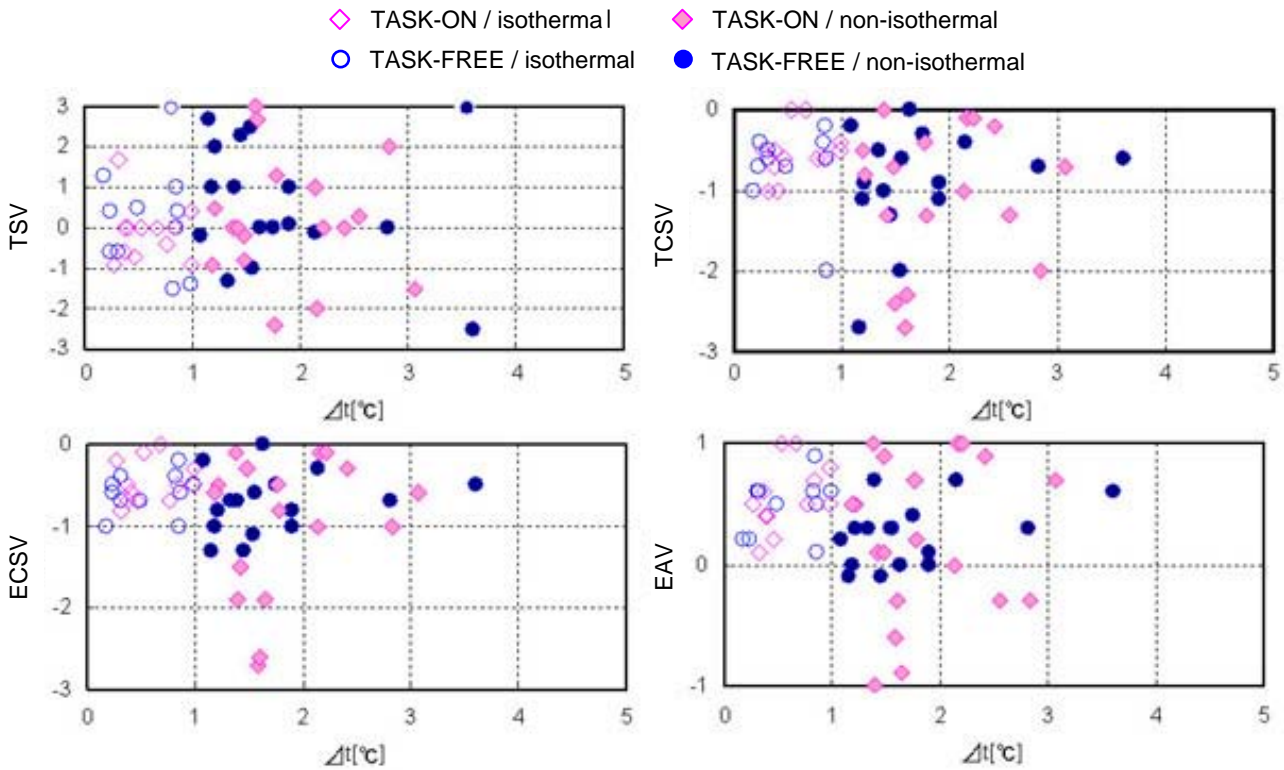 TASK-ON / isothermal TASK-ON / non-isothermal
TASK-FREE / isothermal TASK-FREE / non-isothermal
3
2
1
0
-1
-2
-3
TSV
0 1 2 3 4 5
⊿t[℃]
0
-1
-2
-3
TCSV
0 1 2 3 4 5
⊿t[℃]
0
-1
-2
-3
ECSV
0 1 2 3 4 5
⊿t[℃]
1
0
-1
EAV
0 1 2 3 4 5
⊿t[℃]